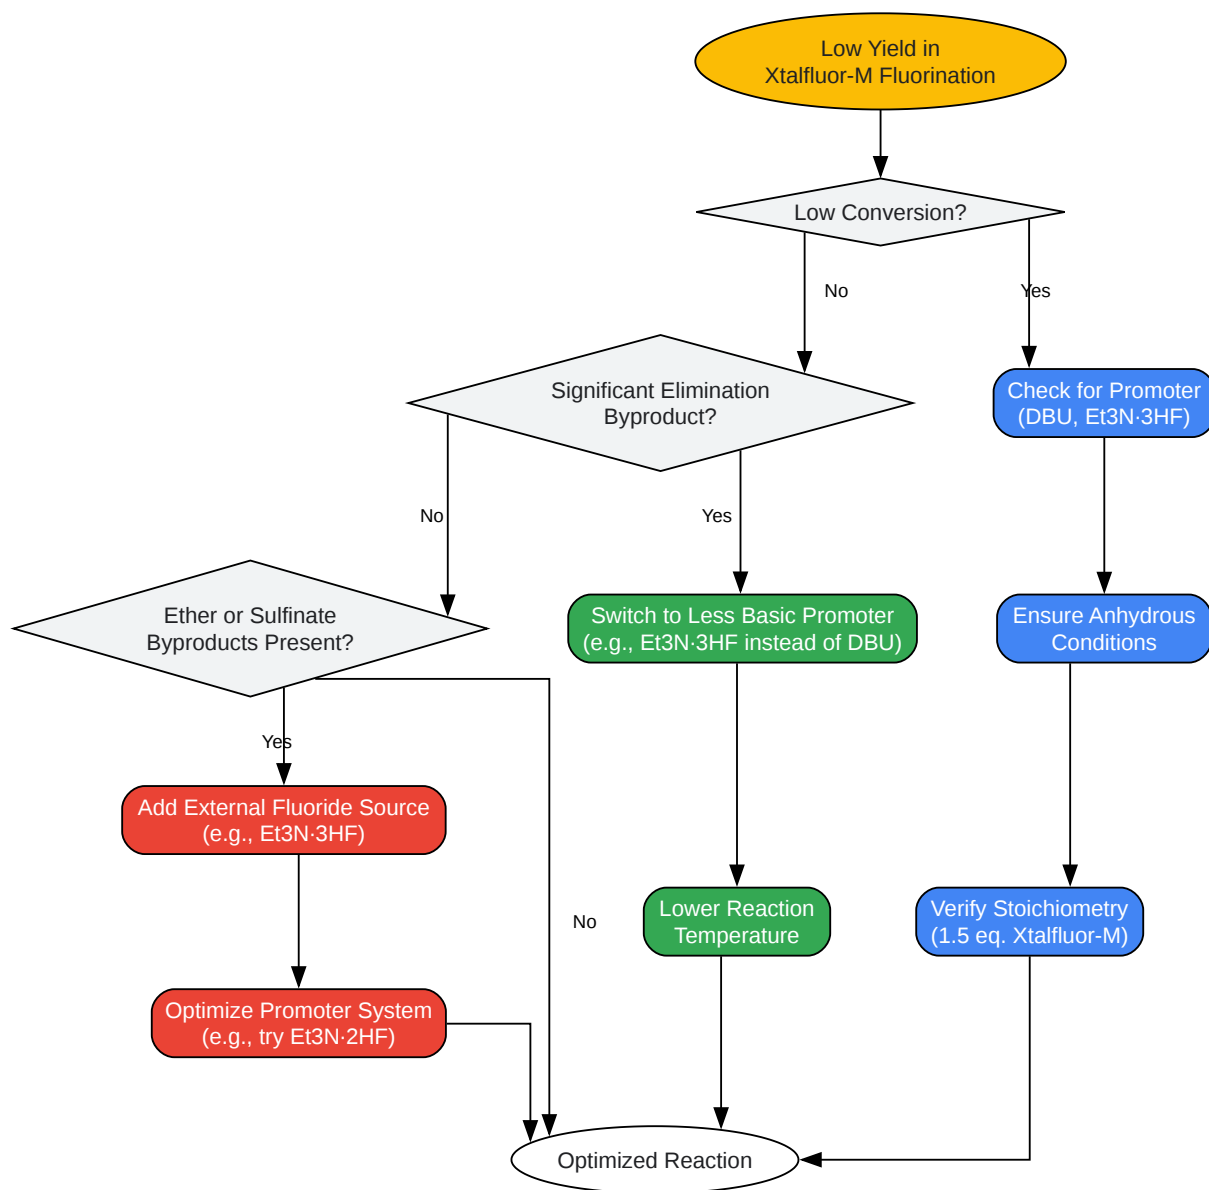 Low Yield in
Xtalfluor-M Fluorination
Low Conversion?
No
Yes
Significant Elimination
Byproduct?
Check for Promoter
(DBU, Et3N·3HF)
No
Yes
Ether or Sulfinate
Byproducts Present?
Switch to Less Basic Promoter
(e.g., Et3N·3HF instead of DBU)
Ensure Anhydrous
Conditions
Yes
Add External Fluoride Source
(e.g., Et3N·3HF)
No
Lower Reaction
Temperature
Verify Stoichiometry
(1.5 eq. Xtalfluor-M)
Optimize Promoter System
(e.g., try Et3N·2HF)
Optimized Reaction